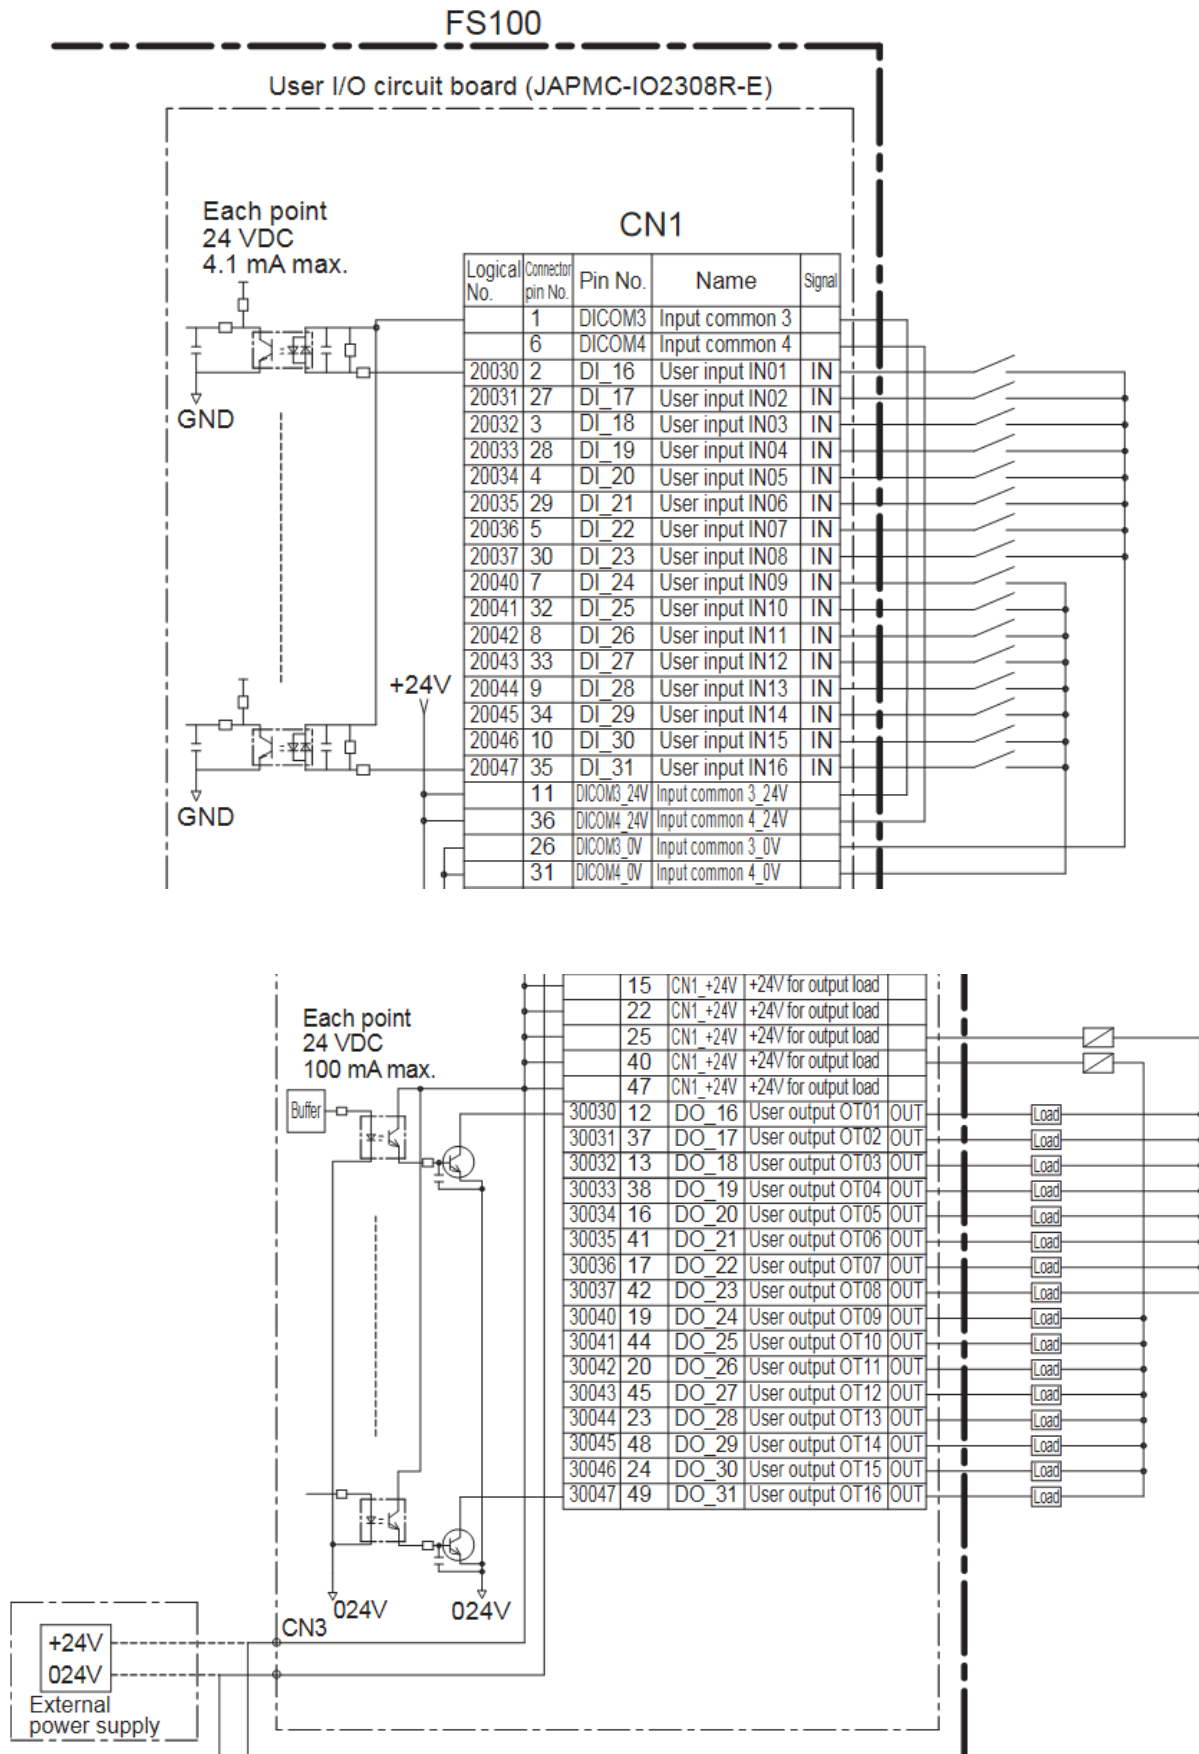 FS100
User I/O circuit board (JAPMC-IO2308R-E)
Each point
24 VDC
4.1 mA max.
CN1
Logical No. Connector pin No. Pin No. Name Signal
1 DICOM3 Input common 3
6 DICOM4 Input common 4
20030 2 DI_16 User input IN01 IN
20031 27 DI_17 User input IN02 IN
20032 3 DI_18 User input IN03 IN
20033 28 DI_19 User input IN04 IN
20034 4 DI_20 User input IN05 IN
20035 29 DI_21 User input IN06 IN
20036 5 DI_22 User input IN07 IN
20037 30 DI_23 User input IN08 IN
20040 7 DI_24 User input IN09 IN
20041 32 DI_25 User input IN10 IN
20042 8 DI_26 User input IN11 IN
20043 33 DI_27 User input IN12 IN
20044 9 DI_28 User input IN13 IN
20045 34 DI_29 User input IN14 IN
20046 10 DI_30 User input IN15 IN
20047 35 DI_31 User input IN16 IN
11 DICOM3_24V Input common 3_24V
36 DICOM4_24V Input common 4_24V
26 DICOM3_0V Input common 3_0V
31 DICOM4_0V Input common 4_0V
GND
+24V
GND
Each point
24 VDC
100 mA max.
Buffer
15 CN1_+24V +24V for output load
22 CN1_+24V +24V for output load
25 CN1_+24V +24V for output load
40 CN1_+24V +24V for output load
47 CN1_+24V +24V for output load
30030 12 DO_16 User output OT01 OUT Load
30031 37 DO_17 User output OT02 OUT Load
30032 13 DO_18 User output OT03 OUT Load
30033 38 DO_19 User output OT04 OUT Load
30034 16 DO_20 User output OT05 OUT Load
30035 41 DO_21 User output OT06 OUT Load
30036 17 DO_22 User output OT07 OUT Load
30037 42 DO_23 User output OT08 OUT Load
30040 19 DO_24 User output OT09 OUT Load
30041 44 DO_25 User output OT10 OUT Load
30042 20 DO_26 User output OT11 OUT Load
30043 45 DO_27 User output OT12 OUT Load
30044 23 DO_28 User output OT13 OUT Load
30045 48 DO_29 User output OT14 OUT Load
30046 24 DO_30 User output OT15 OUT Load
30047 49 DO_31 User output OT16 OUT Load
024V
024V
CN3
+24V
024V
External
power supply